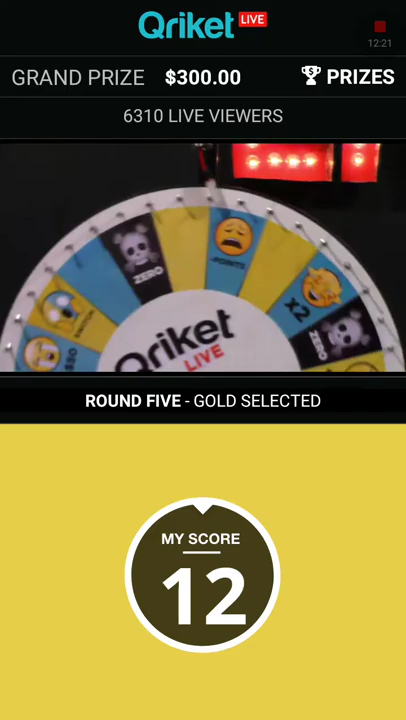 Qriket LIVE
12:21
GRAND PRIZE $300.00 PRIZES
6310 LIVE VIEWERS
ZERO
-POINTS
x2
ZERO
Qriket
LIVE
ROUND FIVE - GOLD SELECTED
MY SCORE
12